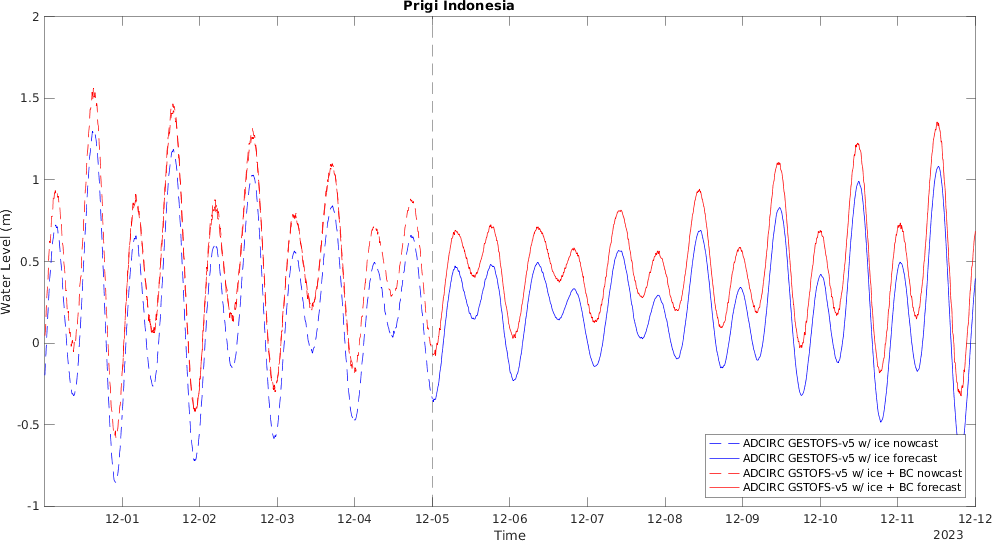 Prigi Indonesia
2
1.5
1
0.5
0
-0.5
-1
Water Level (m)
12-01 12-02 12-03 12-04 12-05 12-06 12-07 12-08 12-09 12-10 12-11 12-12
Time
2023
ADCIRC GESTOFS-v5 w/ ice nowcast
ADCIRC GESTOFS-v5 w/ ice forecast
ADCIRC GSTOFS-v5 w/ ice + BC nowcast
ADCIRC GSTOFS-v5 w/ ice + BC forecast